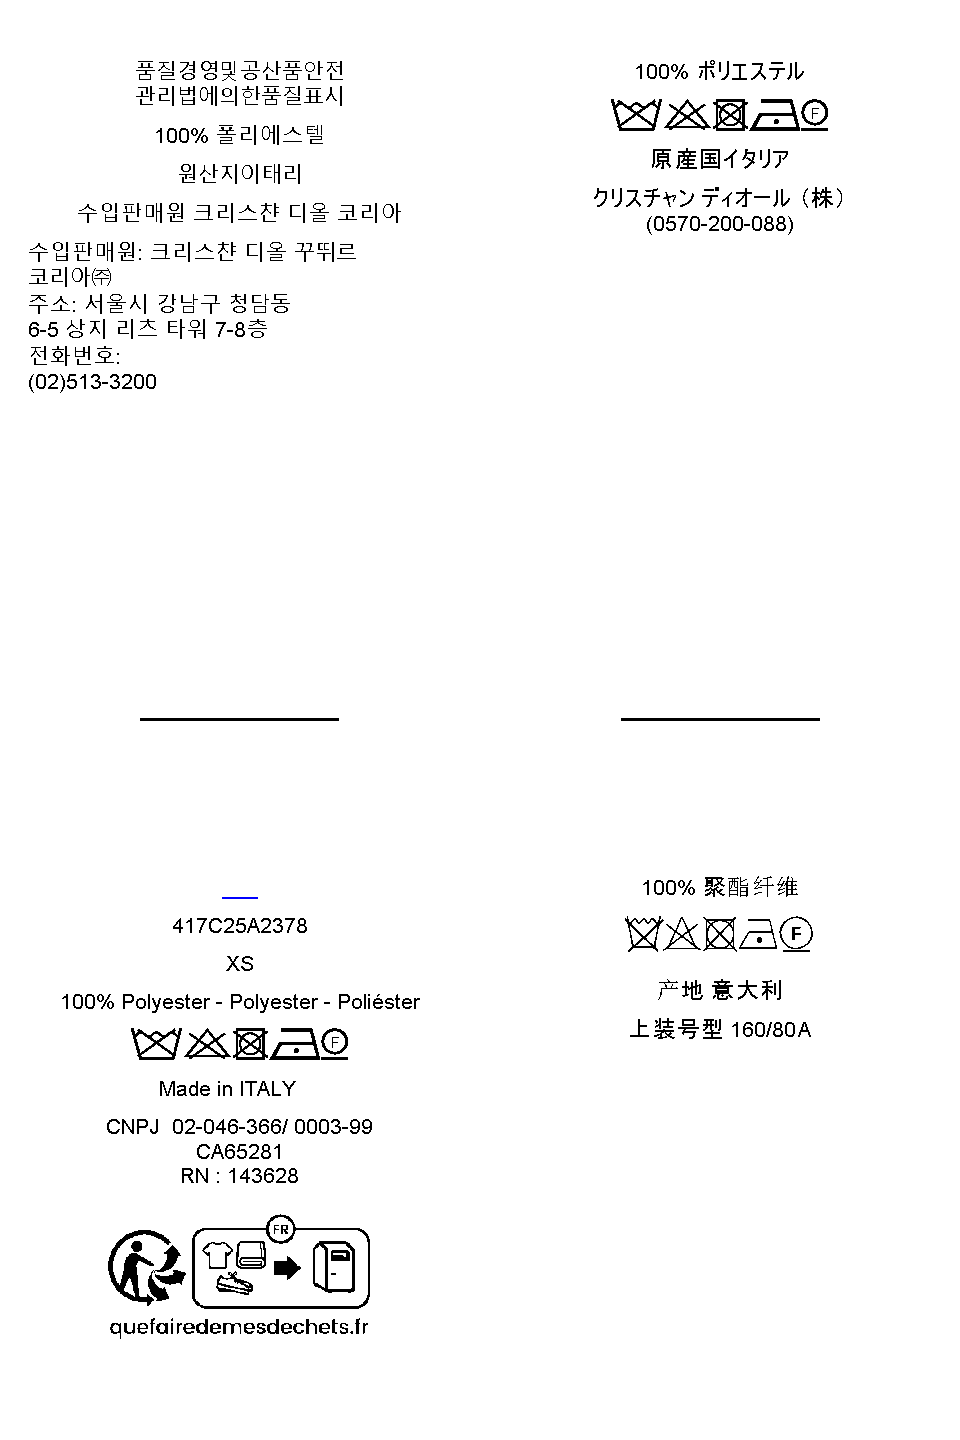 품질경영및공산품안전
관리법에의한품질표시
100% 폴리에스텔
원산지이태리
수입판매원 크리스챤 디올 코리아
수입판매원: 크리스챤 디올 꾸뛰르
코리아㈜
주소: 서울시 강남구 청담동
6-5 상지 리츠 타워 7-8층
전화번호:
(02)513-3200
100% ポリエステル
F
原産国イタリア
クリスチャン ディオール（株）
(0570-200-088)
417C25A2378
XS
100% Polyester - Polyester - Poliéster
F
Made in ITALY
CNPJ 02-046-366/ 0003-99
CA65281
RN : 143628
FR
quefairedemesdechets.fr
100% 聚酯纤维
F
产地 意大利
上装号型 160/80A